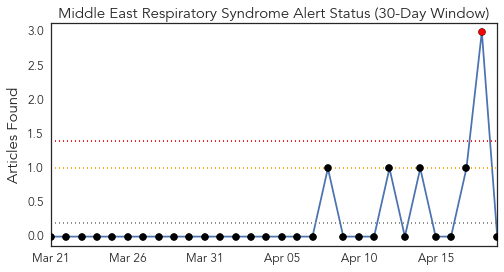 Middle East Respiratory Syndrome Alert Status (30-Day Window)
Articles Found
3.0
2.5
2.0
1.5
1.0
0.5
0.0
Mar 21 Mar 26 Mar 31 Apr 05 Apr 10 Apr 15